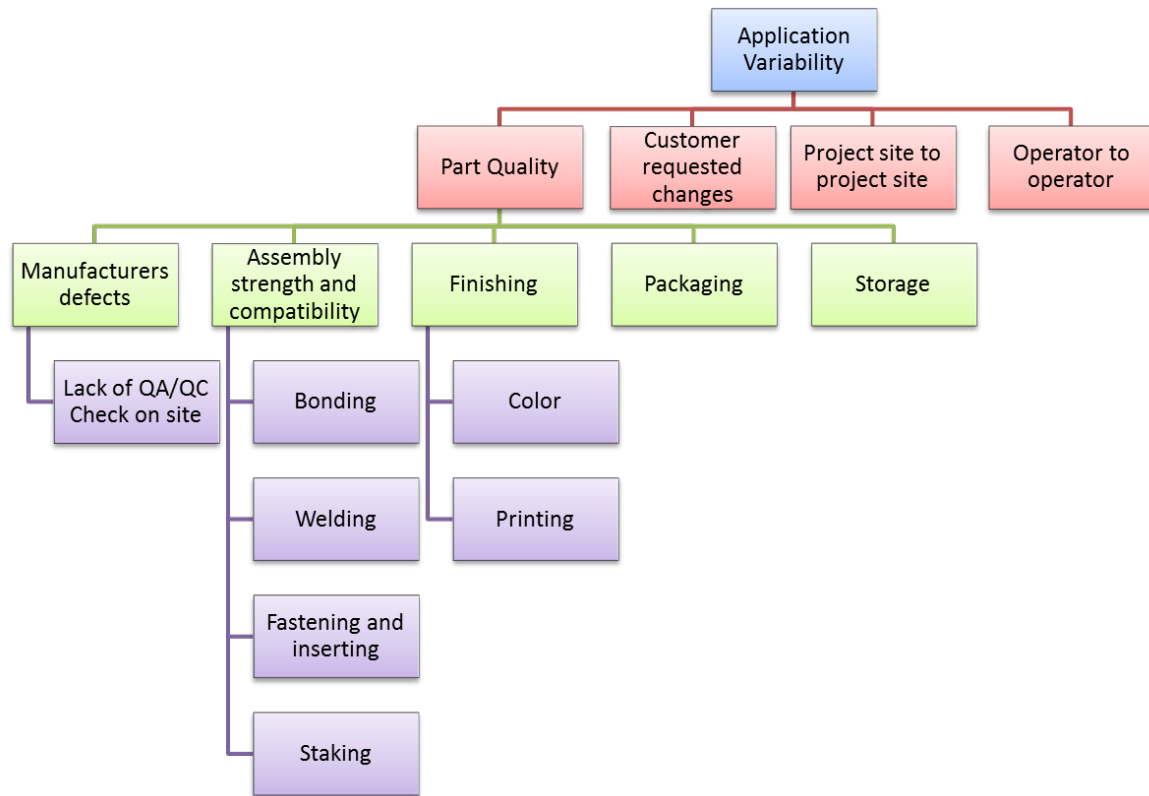 Application
Variability
Part Quality
Customer
requested
changes
Project site to
project site
Operator to
operator
Manufacturers
defects
Assembly
strength and
compatibility
Finishing
Packaging
Storage
Lack of QA/QC
Check on site
Bonding
Color
Welding
Printing
Fastening and
inserting
Staking